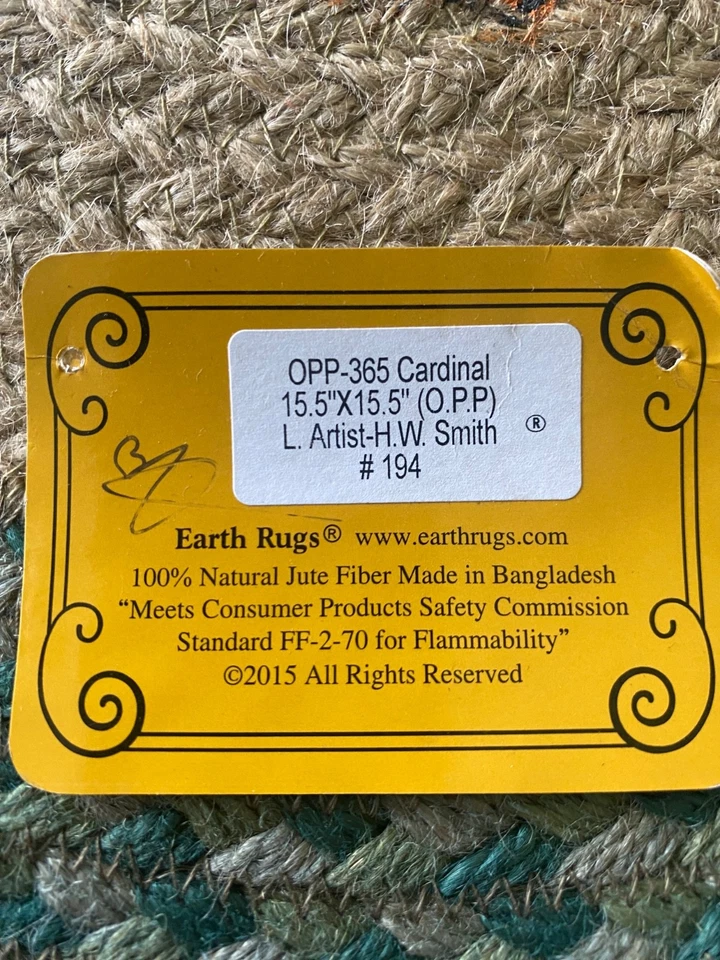 OPP-365 Cardinal
15.5"X15.5" (O.P.P)
L. Artist-H.W. Smith ®
# 194
Earth Rugs® www.earthrugs.com
100% Natural Jute Fiber Made in Bangladesh
“Meets Consumer Products Safety Commission
Standard FF-2-70 for Flammability”
©2015 All Rights Reserved